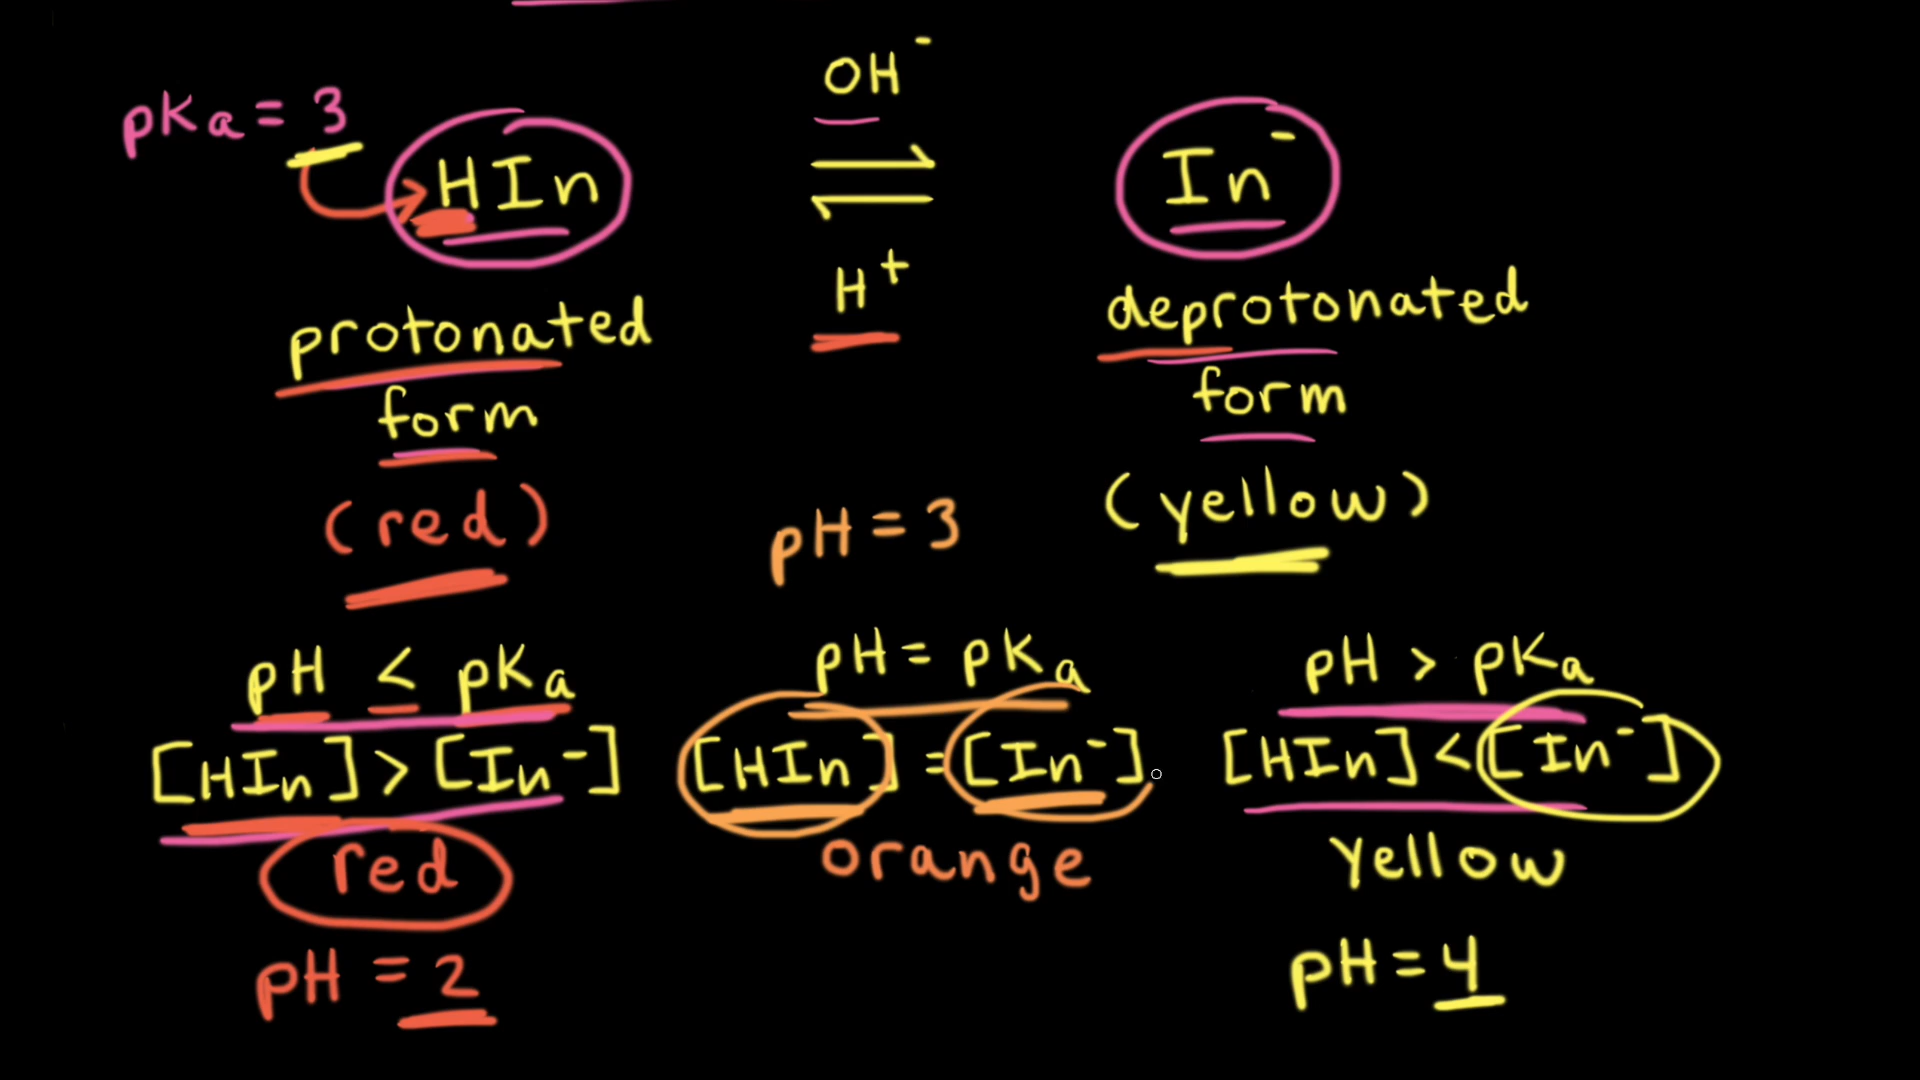 pKa = 3
HIn
OH⁻
⇌
H⁺
In⁻
protonated
form
(red)
deprotonated
form
(yellow)
pH = 3
pH < pKa
[HIn] > [In⁻]
red
pH = 2
pH = pKa
[HIn] = [In⁻]
orange
pH > pKa
[HIn] < [In⁻]
yellow
pH = 4